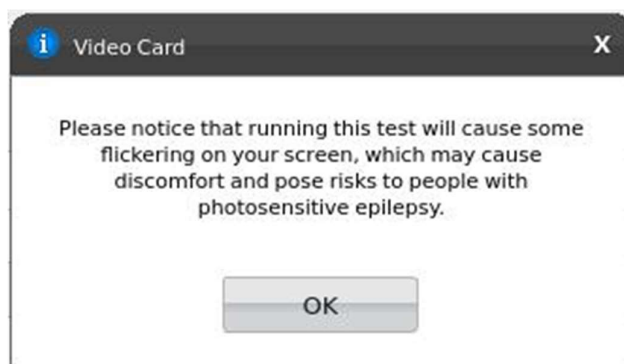 Video Card
X
Please notice that running this test will cause some
flickering on your screen, which may cause
discomfort and pose risks to people with
photosensitive epilepsy.
OK